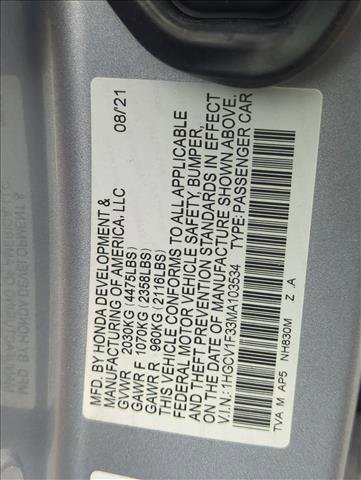 MFD. BY HONDA DEVELOPMENT &
MANUFACTURING OF AMERICA, LLC 08/21
GVWR 2030KG (4475LBS)
GAWR F 1070KG (2358LBS)
GAWR R 960KG (2116LBS)
THIS VEHICLE CONFORMS TO ALL APPLICABLE
FEDERAL MOTOR VEHICLE SAFETY, BUMPER,
AND THEFT PREVENTION STANDARDS IN EFFECT
ON THE DATE OF MANUFACTURE SHOWN ABOVE.
V.I.N.: 1HGCV1F33MA103534 TYPE: PASSENGER CAR
TVA M AP5 NH830M Z .A